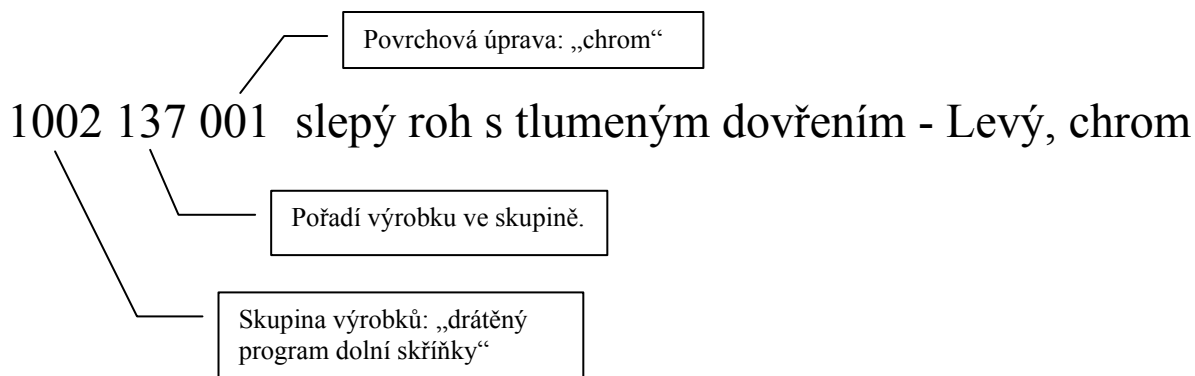 Povrchová úprava: „chrom“
1002 137 001 slepý roh s tlumeným dovřením - Levý, chrom
Pořadí výrobku ve skupině.
Skupina výrobků: „drátěný
program dolní skříňky“